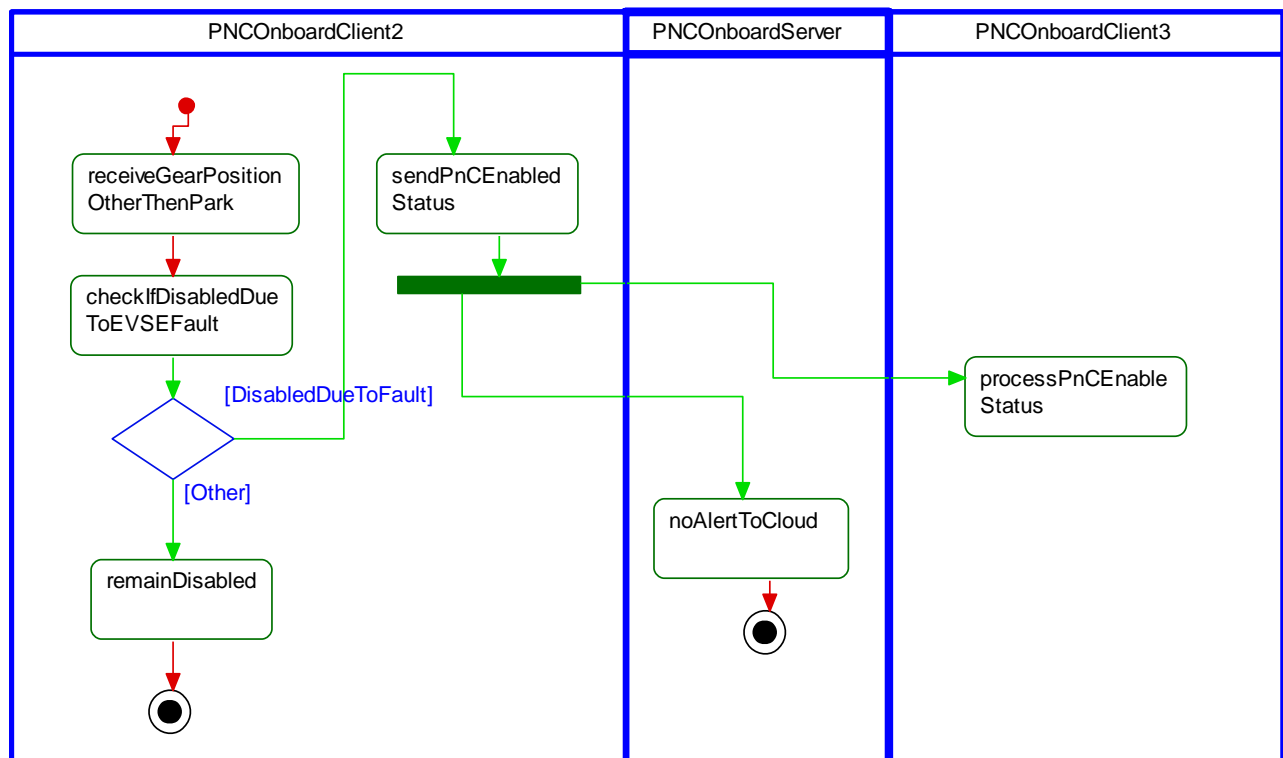 PNCOnboardClient2
PNCOnboardServer
PNCOnboardClient3
receiveGearPosition
OtherThenPark
sendPnCEnabled
Status
checkIfDisabledDue
ToEVSEFault
processPnCEnable
Status
[DisabledDueToFault]
[Other]
noAlertToCloud
remainDisabled